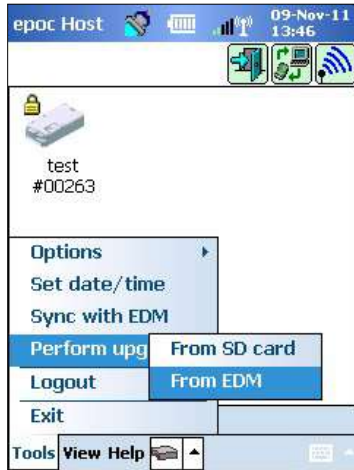 epoc Host
09-Nov-11
13:46
test
#00263
Options
Set date/time
Sync with EDM
Perform upg
From SD card
Logout
From EDM
Exit
Tools View Help